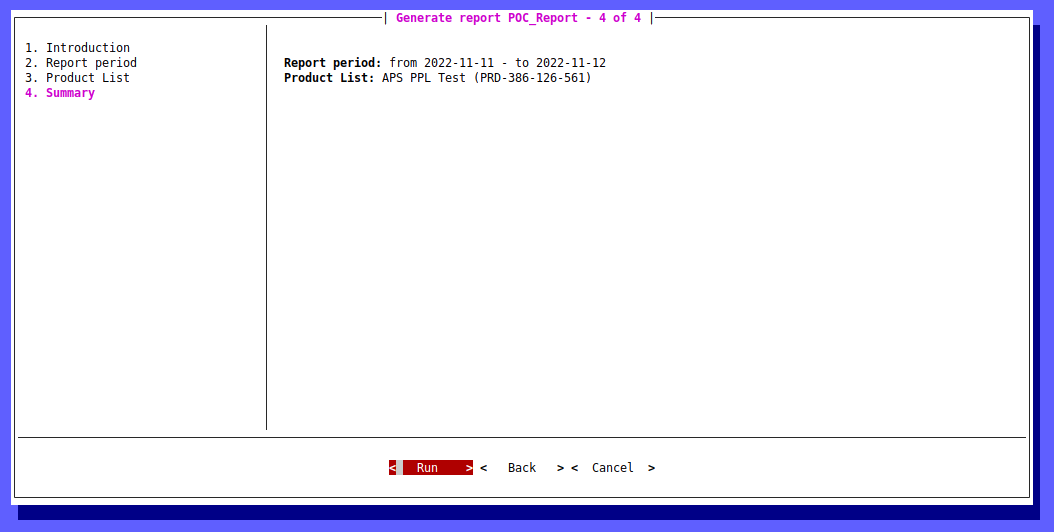 Generate report POC_Report - 4 of 4
1. Introduction
2. Report period
3. Product List
4. Summary
Report period: from 2022-11-11 - to 2022-11-12
Product List: APS PPL Test (PRD-386-126-561)
< Run > < Back > < Cancel >